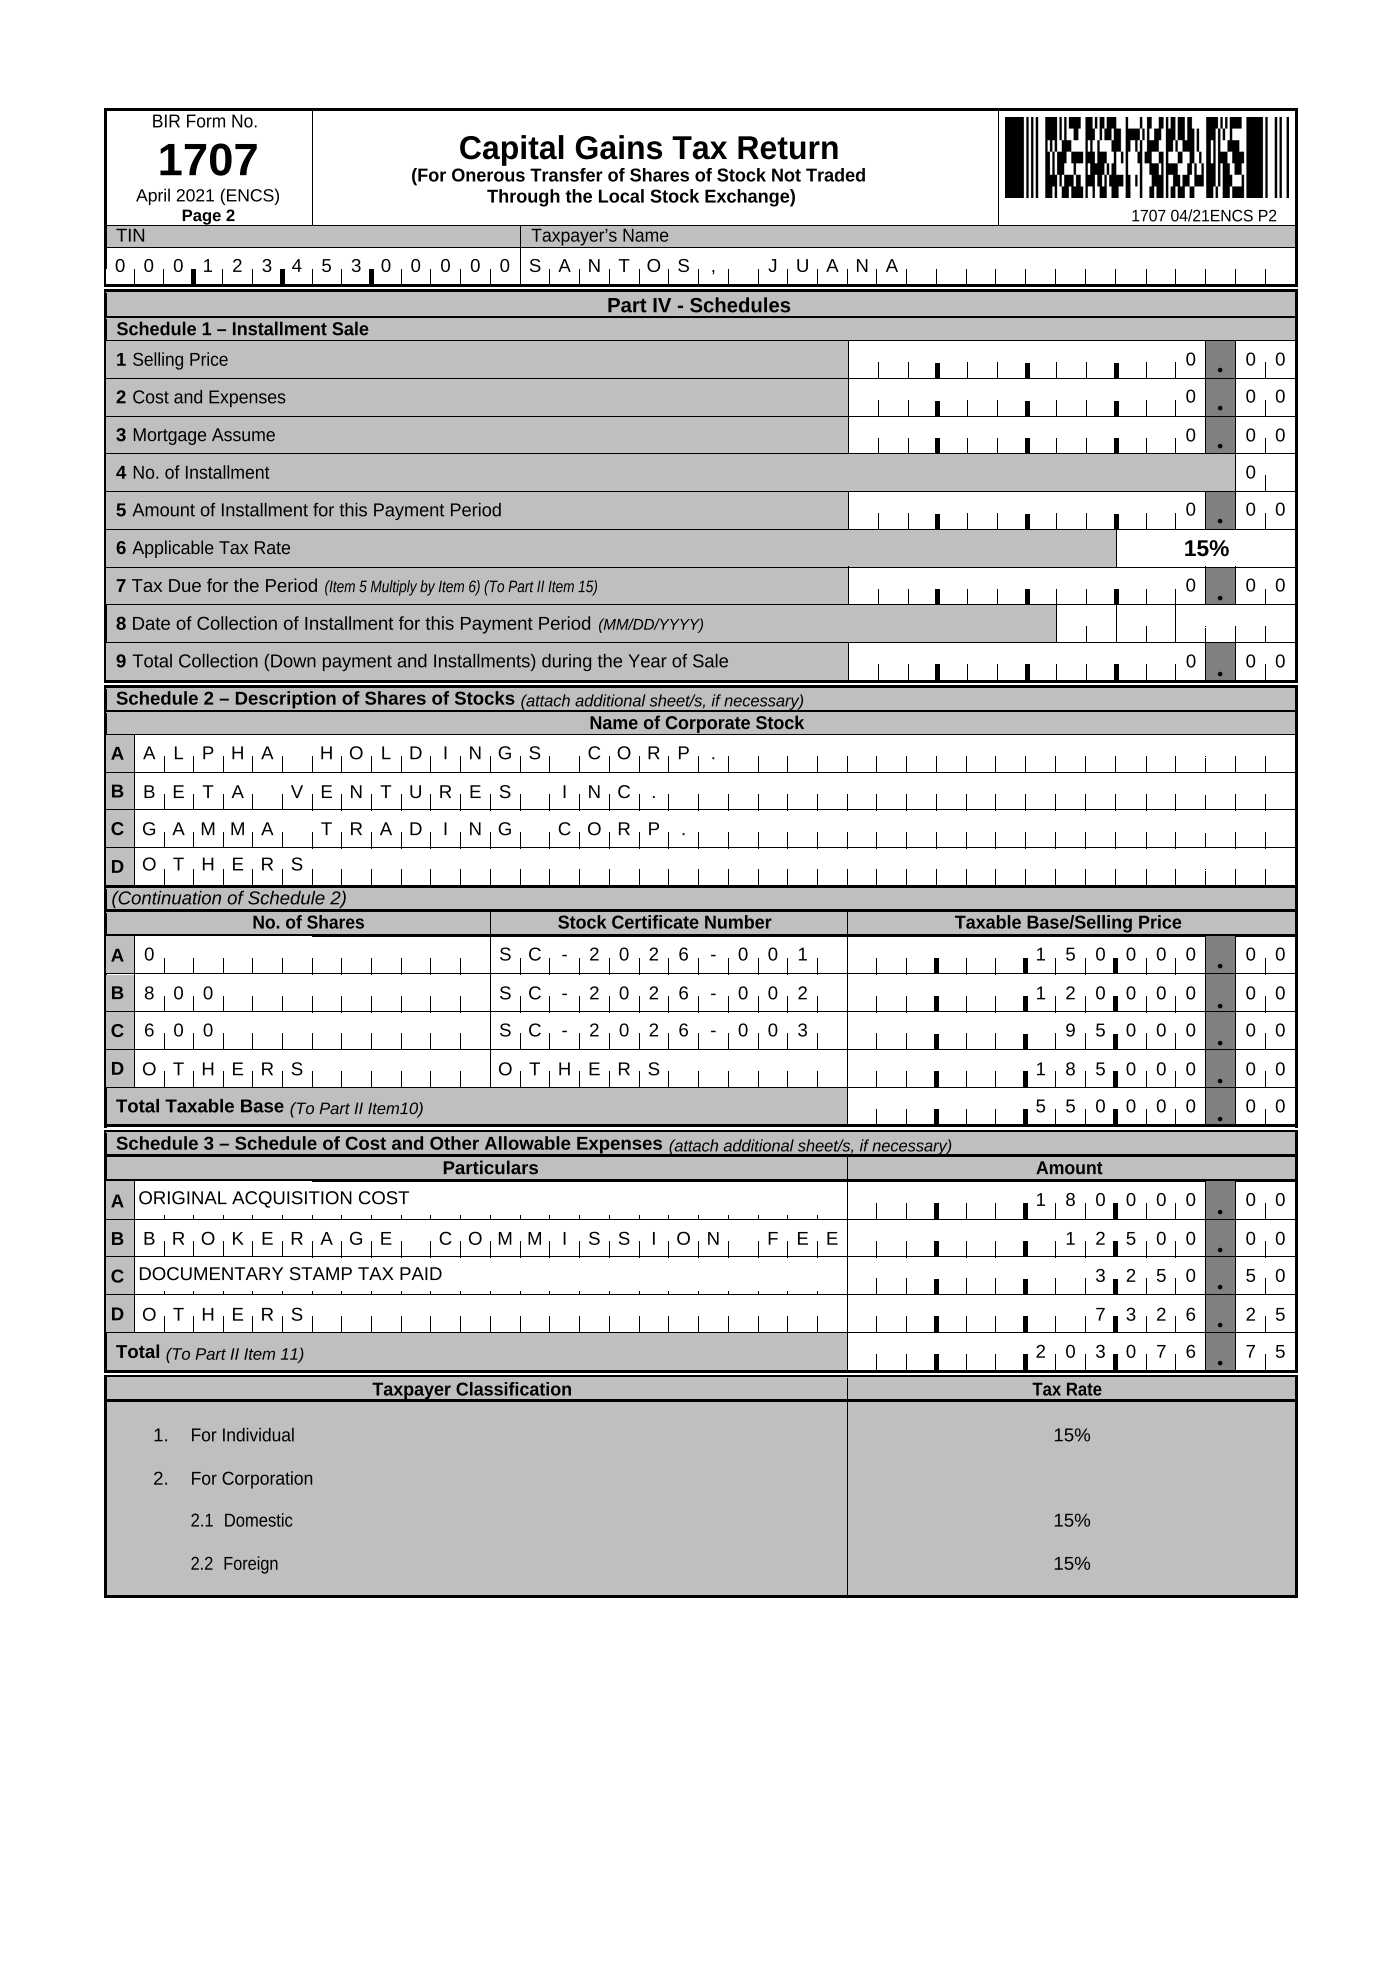 BIR Form No.
1707
April 2021 (ENCS)
Page 2
Capital Gains Tax Return
(For Onerous Transfer of Shares of Stock Not Traded
Through the Local Stock Exchange)
1707 04/21ENCS P2
TIN Taxpayer's Name
00012345300000 SANTOS, JUANA
Part IV - Schedules
Schedule 1 – Installment Sale
1 Selling Price 0.00
2 Cost and Expenses 0.00
3 Mortgage Assume 0.00
4 No. of Installment 0
5 Amount of Installment for this Payment Period 0.00
6 Applicable Tax Rate 15%
7 Tax Due for the Period (Item 5 Multiply by Item 6) (To Part II Item 15) 0.00
8 Date of Collection of Installment for this Payment Period (MM/DD/YYYY)
9 Total Collection (Down payment and Installments) during the Year of Sale 0.00
Schedule 2 – Description of Shares of Stocks (attach additional sheet/s, if necessary)
Name of Corporate Stock
A ALPHA HOLDINGS CORP.
B BETA VENTURES INC.
C GAMMA TRADING CORP.
D OTHERS
(Continuation of Schedule 2)
No. of Shares Stock Certificate Number Taxable Base/Selling Price
A 0 SC-2026-001 150000.00
B 800 SC-2026-002 120000.00
C 600 SC-2026-003 95000.00
D OTHERS OTHERS 185000.00
Total Taxable Base (To Part II Item10) 550000.00
Schedule 3 – Schedule of Cost and Other Allowable Expenses (attach additional sheet/s, if necessary)
Particulars Amount
A ORIGINAL ACQUISITION COST 180000.00
B BROKERAGE COMMISSION FEE 12500.00
C DOCUMENTARY STAMP TAX PAID 3250.50
D OTHERS 7326.25
Total (To Part II Item 11) 203076.75
Taxpayer Classification Tax Rate
1. For Individual 15%
2. For Corporation
2.1 Domestic 15%
2.2 Foreign 15%